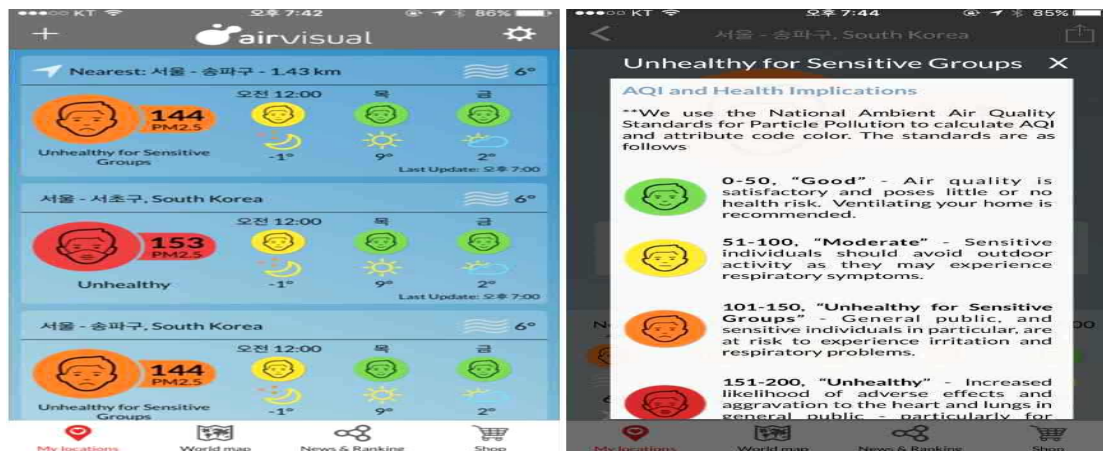 KT 오후 7:42 86%
airvisual
Nearest: 서울 - 송파구 - 1.43 km 6°
오전 12:00 목 금
144
PM2.5
Unhealthy for Sensitive
Groups
-1° 9° 2°
Last Update: 오후 7:00
서울 - 서초구, South Korea 6°
오전 12:00 목 금
153
PM2.5
Unhealthy
-1° 9° 2°
Last Update: 오후 7:00
서울 - 송파구, South Korea 6°
오전 12:00 목 금
144
PM2.5
Unhealthy for Sensitive
Groups
-1° 9° 2°
My locations World map News & Ranking Shop
KT 오후 7:44 85%
서울 - 송파구, South Korea
Unhealthy for Sensitive Groups X
AQI and Health Implications
**We use the National Ambient Air Quality
Standards for Particle Pollution to calculate AQI
and attribute code color. The standards are as
follows
0-50, “Good” - Air quality is
satisfactory and poses little or no
health risk. Ventilating your home is
recommended.
51-100, “Moderate” - Sensitive
individuals should avoid outdoor
activity as they may experience
respiratory symptoms.
101-150, “Unhealthy for Sensitive
Groups” - General public, and
sensitive individuals in particular, are
at risk to experience irritation and
respiratory problems.
151-200, “Unhealthy” - Increased
likelihood of adverse effects and
aggravation to the heart and lungs in
general public - particularly for
My locations World map News & Ranking Shop